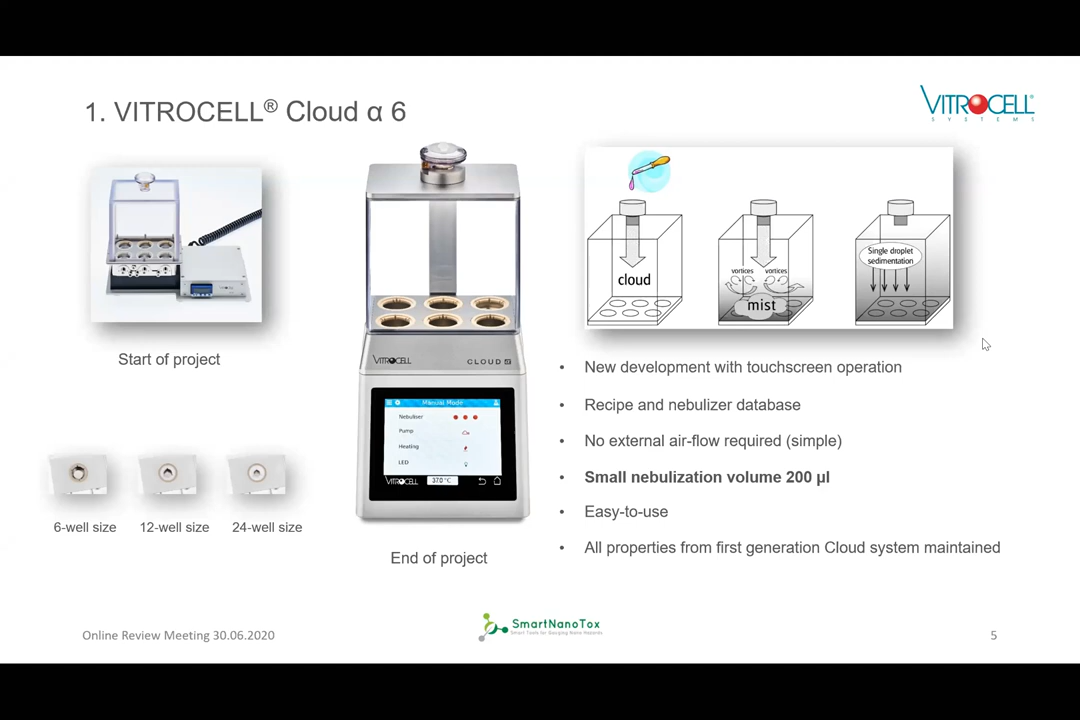 1. VITROCELL® Cloud α 6
VITROCELL®
SYSTEMS
cloud
vortices vortices
mist
Single droplet
sedimentation
Start of project
VITROCELL CLOUD α6
Manual Mode
Nebuliser
Pump
Heating
LED
VITROCELL 37.0 °C
6-well size 12-well size 24-well size
End of project
• New development with touchscreen operation
• Recipe and nebulizer database
• No external air-flow required (simple)
• Small nebulization volume 200 µl
• Easy-to-use
• All properties from first generation Cloud system maintained
Online Review Meeting 30.06.2020
SmartNanoTox
Smart Tools for Gauging Nano Hazards
5